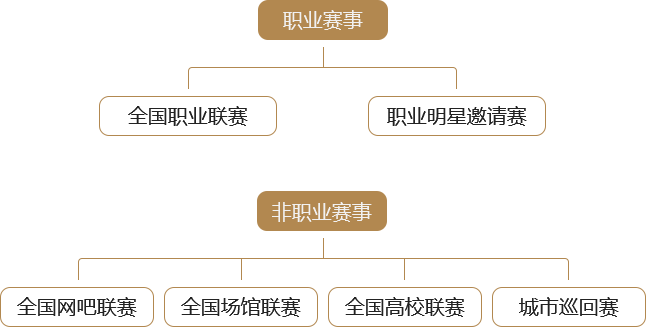 职业赛事
全国职业联赛
职业明星邀请赛
非职业赛事
全国网吧联赛
全国场馆联赛
全国高校联赛
城市巡回赛